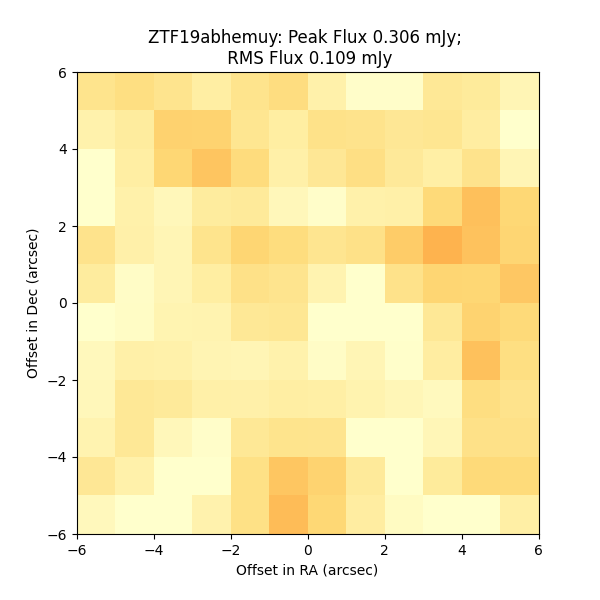 ZTF19abhemuy: Peak Flux 0.306 mJy;
RMS Flux 0.109 mJy
6
4
2
0
−2
−4
−6
Offset in Dec (arcsec)
−6 −4 −2 0 2 4 6
Offset in RA (arcsec)